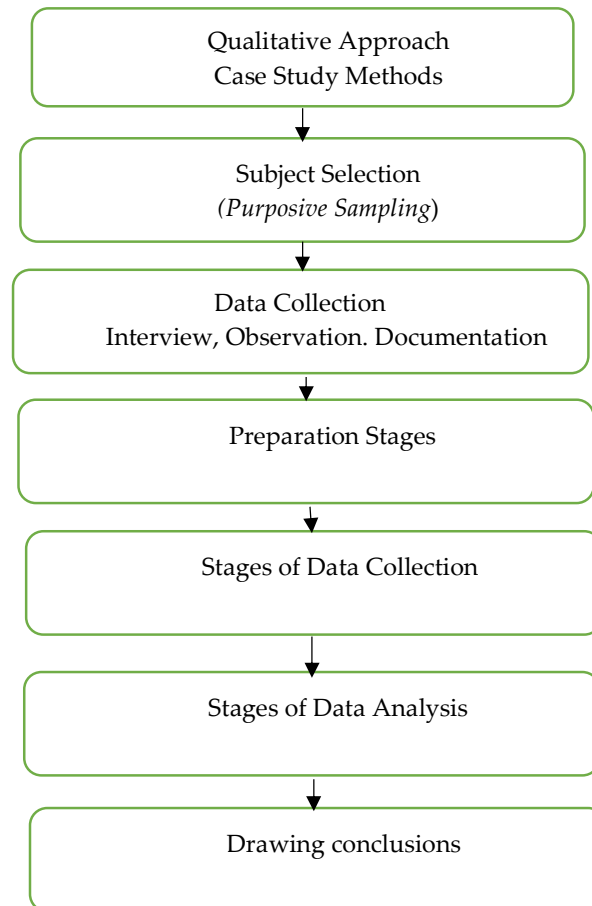 Qualitative Approach
Case Study Methods
Subject Selection
(Purposive Sampling)
Data Collection
Interview, Observation. Documentation
Preparation Stages
Stages of Data Collection
Stages of Data Analysis
Drawing conclusions